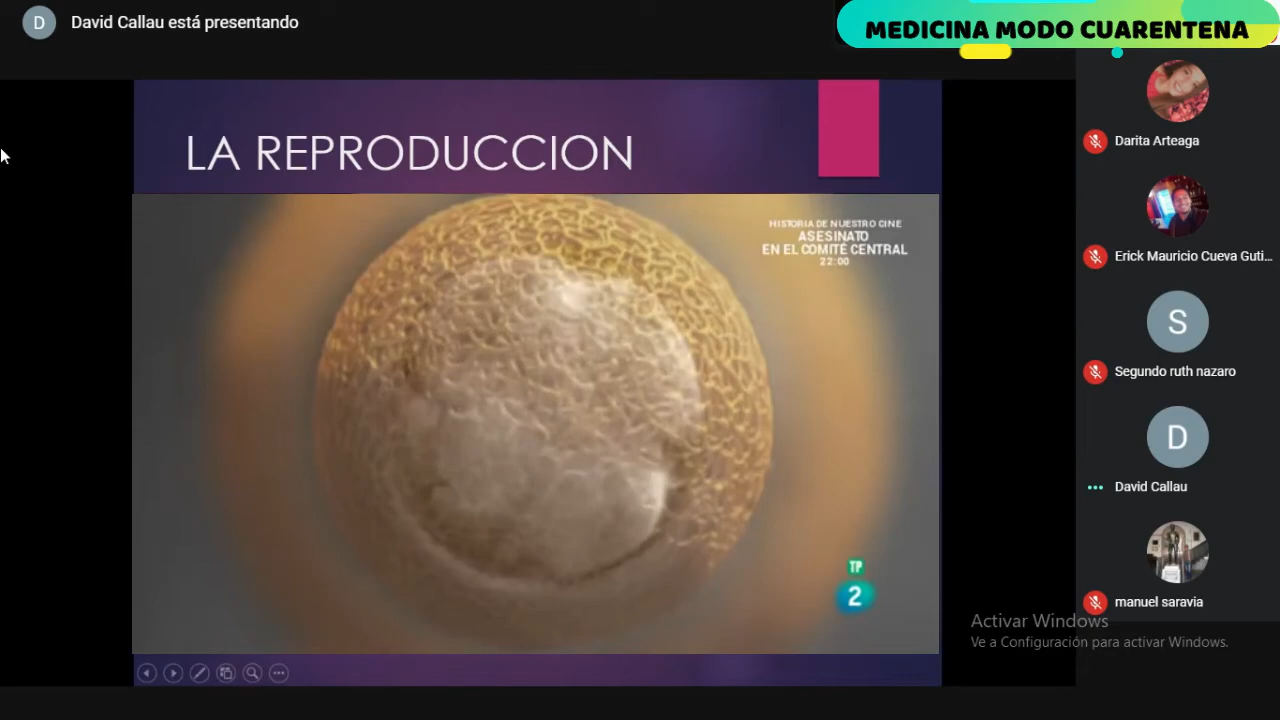 D
David Callau está presentando
MEDICINA MODO CUARENTENA
LA REPRODUCCION
HISTORIA DE NUESTRO CINE
ASESINATO
EN EL COMITÉ CENTRAL
22:00
TP
2
Darita Arteaga
Erick Mauricio Cueva Guti...
S
Segundo ruth nazaro
D
David Callau
manuel saravia
Activar Windows
Ve a Configuración para activar Windows.